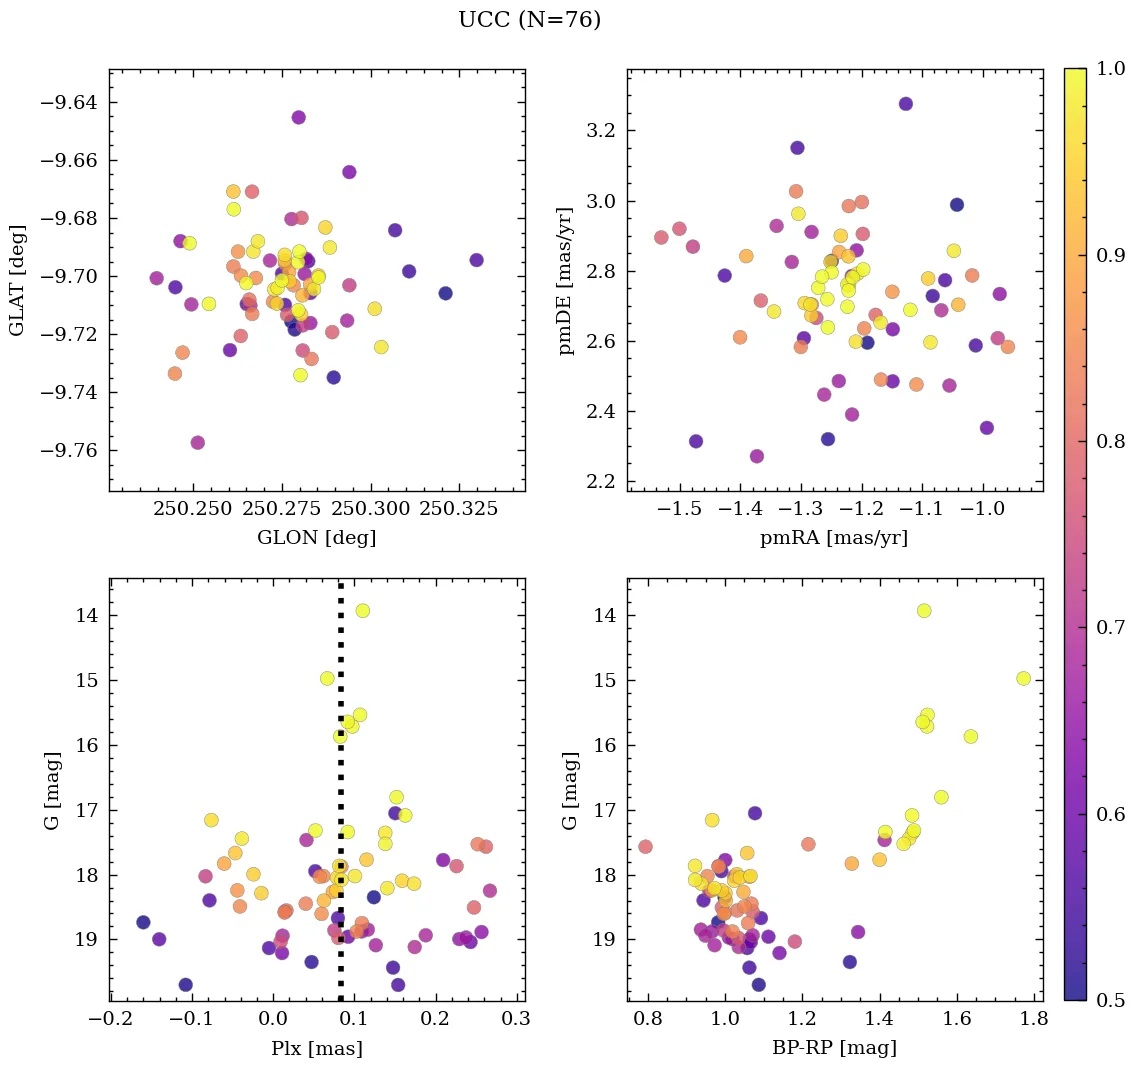 UCC (N=76)
−9.64
−9.66
−9.68
−9.70
−9.72
−9.74
−9.76
GLAT [deg]
250.250 250.275 250.300 250.325
GLON [deg]
3.2
3.0
2.8
2.6
2.4
2.2
pmDE [mas/yr]
−1.5 −1.4 −1.3 −1.2 −1.1 −1.0
pmRA [mas/yr]
14
15
16
17
18
19
G [mag]
−0.2 −0.1 0.0 0.1 0.2 0.3
Plx [mas]
14
15
16
17
18
19
G [mag]
0.8 1.0 1.2 1.4 1.6 1.8
BP-RP [mag]
1.0
0.9
0.8
0.7
0.6
0.5